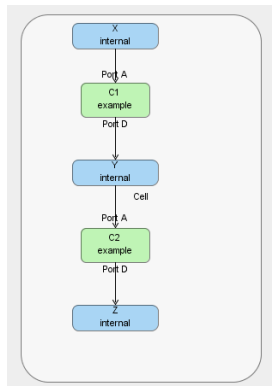 X
internal
Port A
C1
example
Port D
Y
internal
Cell
Port A
C2
example
Port D
Z
internal